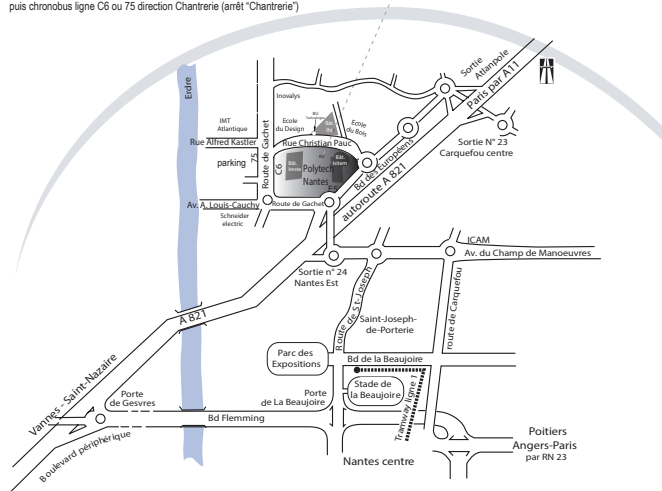 puis chronobus ligne C6 ou 75 direction Chantrerie (arrêt "Chantrerie")
Erdre
Sortie
Atlanpole
Paris par A11
Inovalys
IMT
Atlantique
Ecole
du Design
Ecole
du Bois
Rue Alfred Kastler
Rue Christian Pauc
Sortie N° 23
Carquefou centre
parking
75
C6
Route de Gachet
Polytech
Nantes
Bât.
Isitem
Bd des Européens
autoroute A 821
Av. A. Louis-Cauchy
Route de Gachet
Schneider
electric
ICAM
Av. du Champ de Manoeuvres
Sortie n° 24
Nantes Est
Route de St-Joseph
route de Carquefou
A 821
Saint-Joseph-
de-Porterie
Parc des
Expositions
Bd de la Beaujoire
Vannes - Saint-Nazaire
Porte
de Gesvres
Porte
de La Beaujoire
Stade de
la Beaujoire
Tramway ligne 1
Bd Flemming
Boulevard périphérique
Nantes centre
Poitiers
Angers-Paris
par RN 23